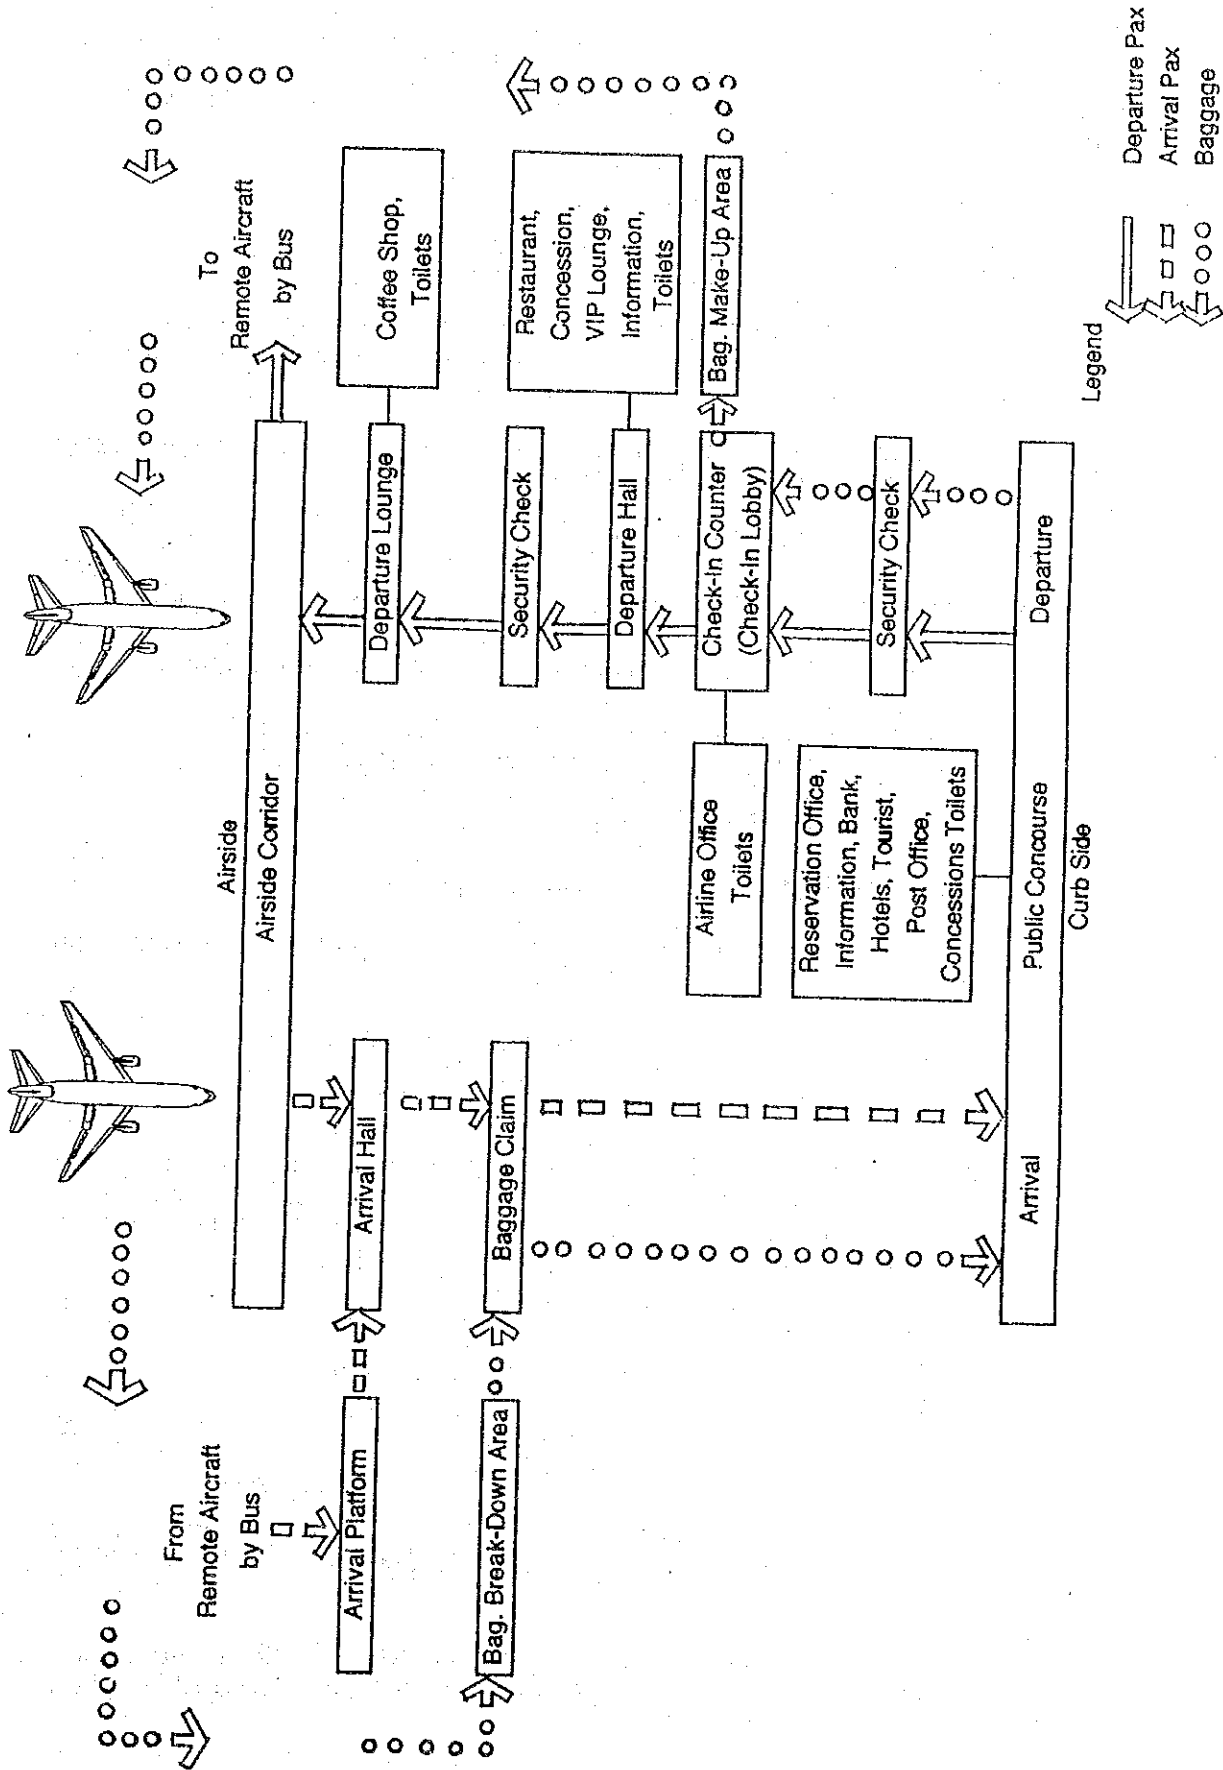 Airside
Airside Corridor
From
Remote Aircraft
by Bus
To
Remote Aircraft
by Bus
Arrival Platform
Arrival Hall
Departure Lounge
Coffee Shop,
Toilets
Bag. Break-Down Area
Baggage Claim
Security Check
Departure Hall
Restaurant,
Concession,
VIP Lounge,
Information,
Toilets
Airline Office
Toilets
Check-In Counter
(Check-In Lobby)
Bag. Make-Up Area
Reservation Office,
Information, Bank,
Hotels, Tourist,
Post Office,
Concessions Toilets
Security Check
Arrival
Public Concourse
Departure
Curb Side
Legend
Departure Pax
Arrival Pax
Baggage